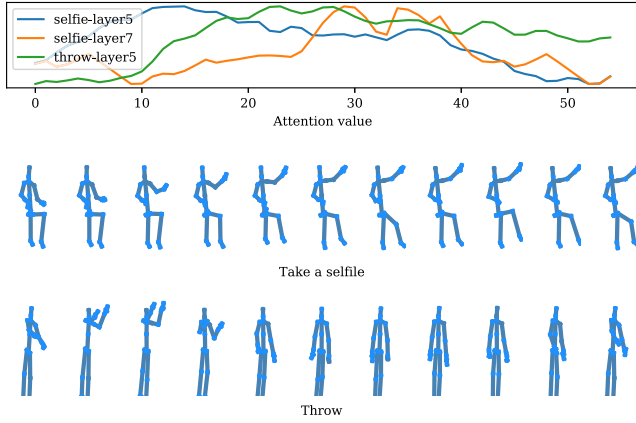 selfie-layer5
selfie-layer7
throw-layer5
0 10 20 30 40 50
Attention value
Take a selfile
Throw